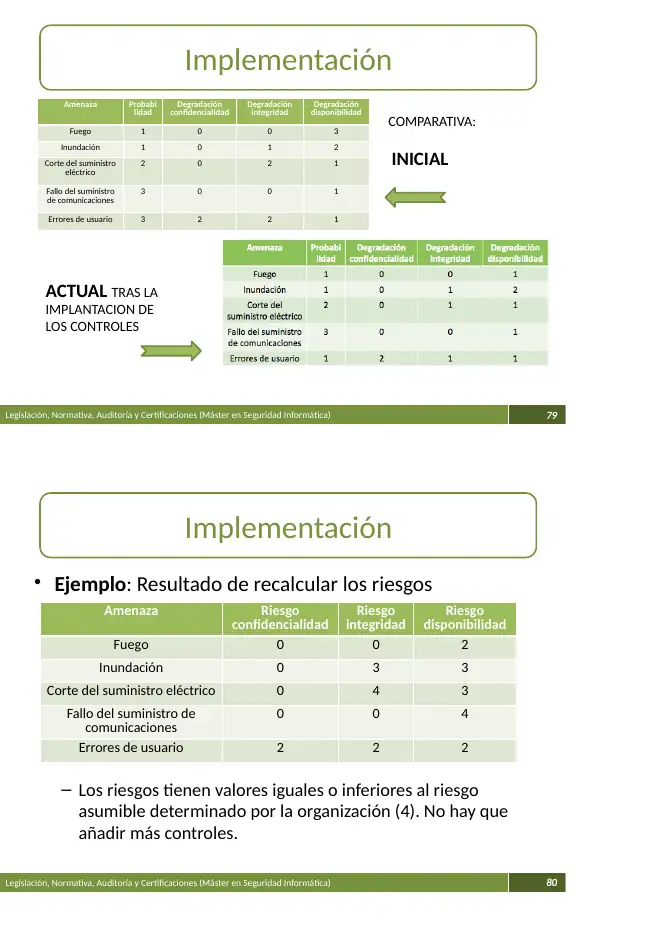 Implementación
Amenaza Probabi lidad Degradación confidencialidad Degradación integridad Degradación disponibilidad
Fuego 1 0 0 3
Inundación 1 0 1 2
Corte del suministro eléctrico 2 0 2 1
Fallo del suministro de comunicaciones 3 0 0 1
Errores de usuario 3 2 2 1
COMPARATIVA:
INICIAL
ACTUAL TRAS LA
IMPLANTACION DE
LOS CONTROLES
Amenaza Probabi lidad Degradación confidencialidad Degradación integridad Degradación disponibilidad
Fuego 1 0 0 1
Inundación 1 0 1 2
Corte del suministro eléctrico 2 0 1 1
Fallo del suministro de comunicaciones 3 0 0 1
Errores de usuario 1 2 1 1
Legislación, Normativa, Auditoría y Certificaciones (Máster en Seguridad Informática) 79
Implementación
• Ejemplo: Resultado de recalcular los riesgos
Amenaza Riesgo confidencialidad Riesgo integridad Riesgo disponibilidad
Fuego 0 0 2
Inundación 0 3 3
Corte del suministro eléctrico 0 4 3
Fallo del suministro de comunicaciones 0 0 4
Errores de usuario 2 2 2
– Los riesgos tienen valores iguales o inferiores al riesgo
asumible determinado por la organización (4). No hay que
añadir más controles.
Legislación, Normativa, Auditoría y Certificaciones (Máster en Seguridad Informática) 80